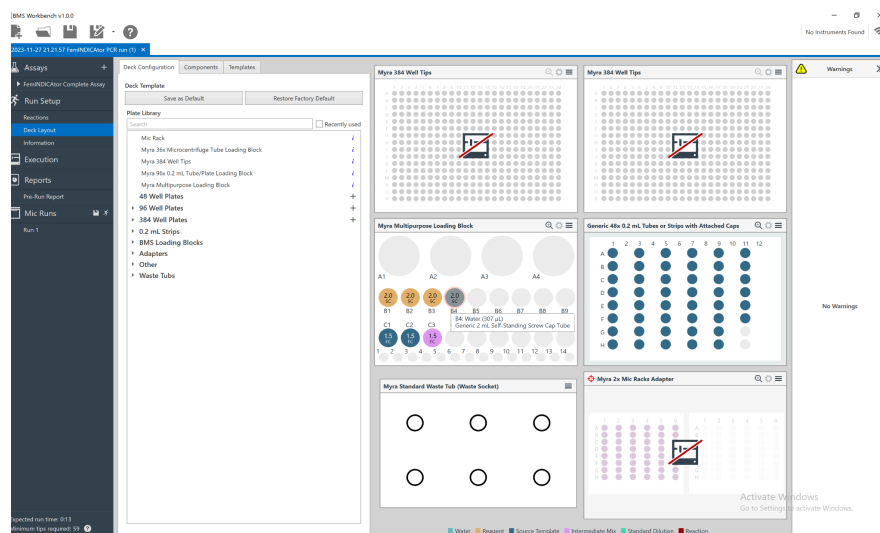 BMS Workbench v1.0.0
No Instruments Found
2023-11-27 21.21.57 FemINDICAtor PCR run (1) ×
Assays +
FemINDICAtor Complete Assay
Run Setup
Reactions
Deck Layout
Information
Execution
Reports
Pre-Run Report
Mic Runs
Run 1
Expected run time: 0:13
Minimum tips required: 59
Deck Configuration Components Templates
Deck Template
Save as Default Restore Factory Default
Plate Library
Search Recently used
Mic Rack i
Myra 36x Microcentrifuge Tube Loading Block i
Myra 384 Well Tips i
Myra 96x 0.2 mL Tube/Plate Loading Block i
Myra Multipurpose Loading Block i
48 Well Plates +
96 Well Plates +
384 Well Plates +
0.2 mL Strips
BMS Loading Blocks
Adapters
Other
Waste Tubs
Myra 384 Well Tips
Myra 384 Well Tips
Myra Multipurpose Loading Block
A1 A2 A3 A4
2.0 SC 2.0 SC 2.0 SC 2.0 SC
B1 B2 B3 B4 B5 B6 B7 B8 B9
B4: Water (307 µL)
Generic 2 mL Self-Standing Screw Cap Tube
C1 C2 C3
1.5 FC 1.5 FC 1.5 FC
1 2 3 4 5 6 7 8 9 10 11 12 13 14
Generic 48x 0.2 mL Tubes or Strips with Attached Caps
1 2 3 4 5 6 7 8 9 10 11 12
A
B
C
D
E
F
G
H
Myra Standard Waste Tub (Waste Socket)
Myra 2x Mic Racks Adapter
Warnings
No Warnings
Activate Windows
Go to Settings to activate Windows.
Water Reagent Source Template Intermediate Mix Standard Dilution Reaction